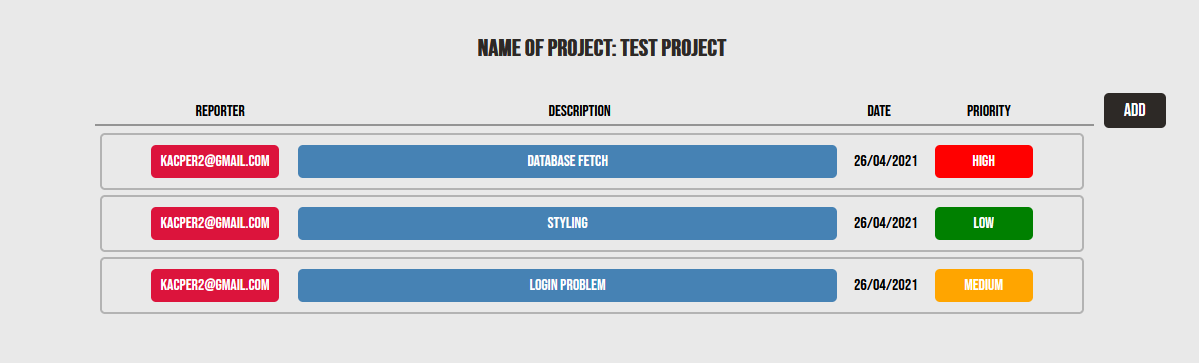 NAME OF PROJECT: TEST PROJECT
REPORTER DESCRIPTION DATE PRIORITY ADD
KACPER2@GMAIL.COM DATABASE FETCH 26/04/2021 HIGH
KACPER2@GMAIL.COM STYLING 26/04/2021 LOW
KACPER2@GMAIL.COM LOGIN PROBLEM 26/04/2021 MEDIUM